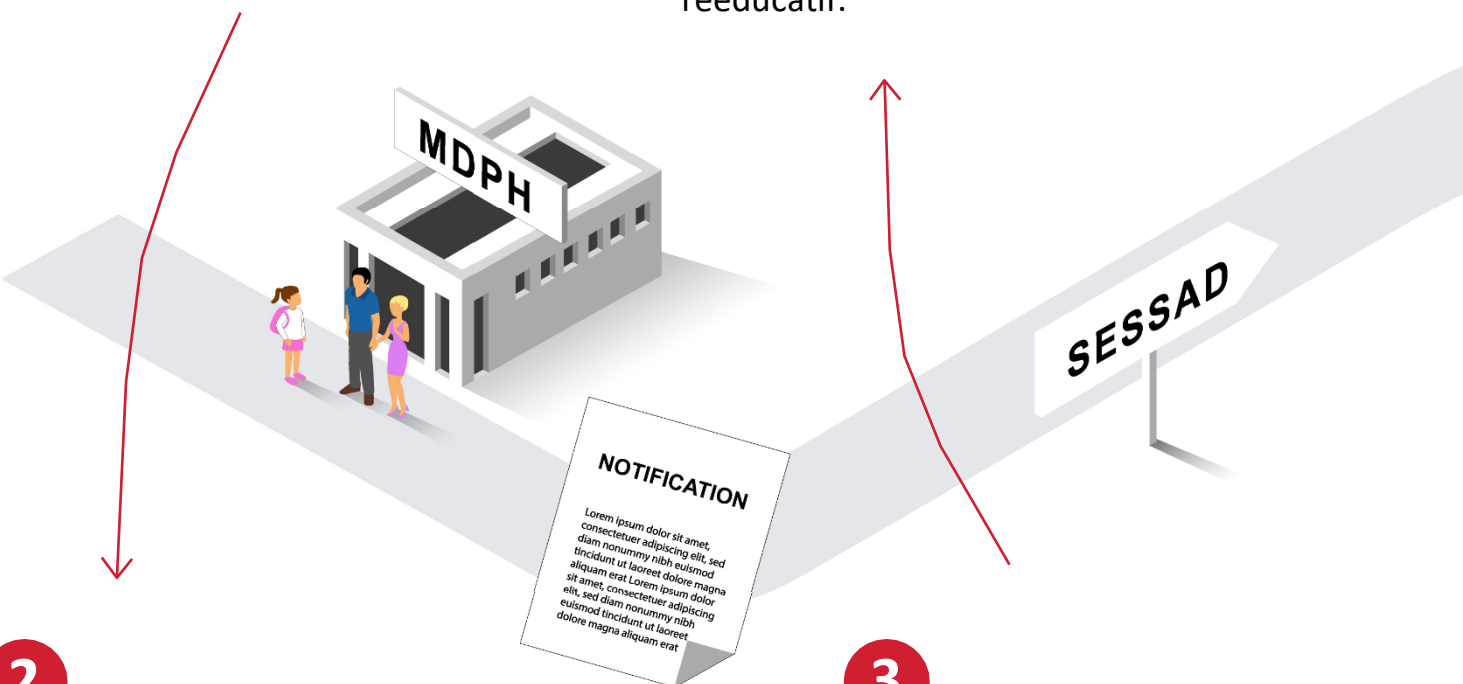 rééducatif.
MDPH
SESSAD
NOTIFICATION
Lorem ipsum dolor sit amet,
consectetuer adipiscing elit, sed
diam nonummy nibh euismod
tincidunt ut laoreet dolore magna
aliquam erat Lorem ipsum dolor
sit amet, consectetuer adipiscing
elit, sed diam nonummy nibh
euismod tincidunt ut laoreet
dolore magna aliquam erat
2
3